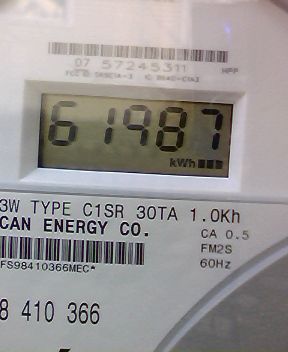 07 57245311
61987
kWh
3W TYPE C1SR 30TA 1.0Kh
CAN ENERGY CO.
CA 0.5
FM2S
60Hz
FS98410366MEC*
8 410 366